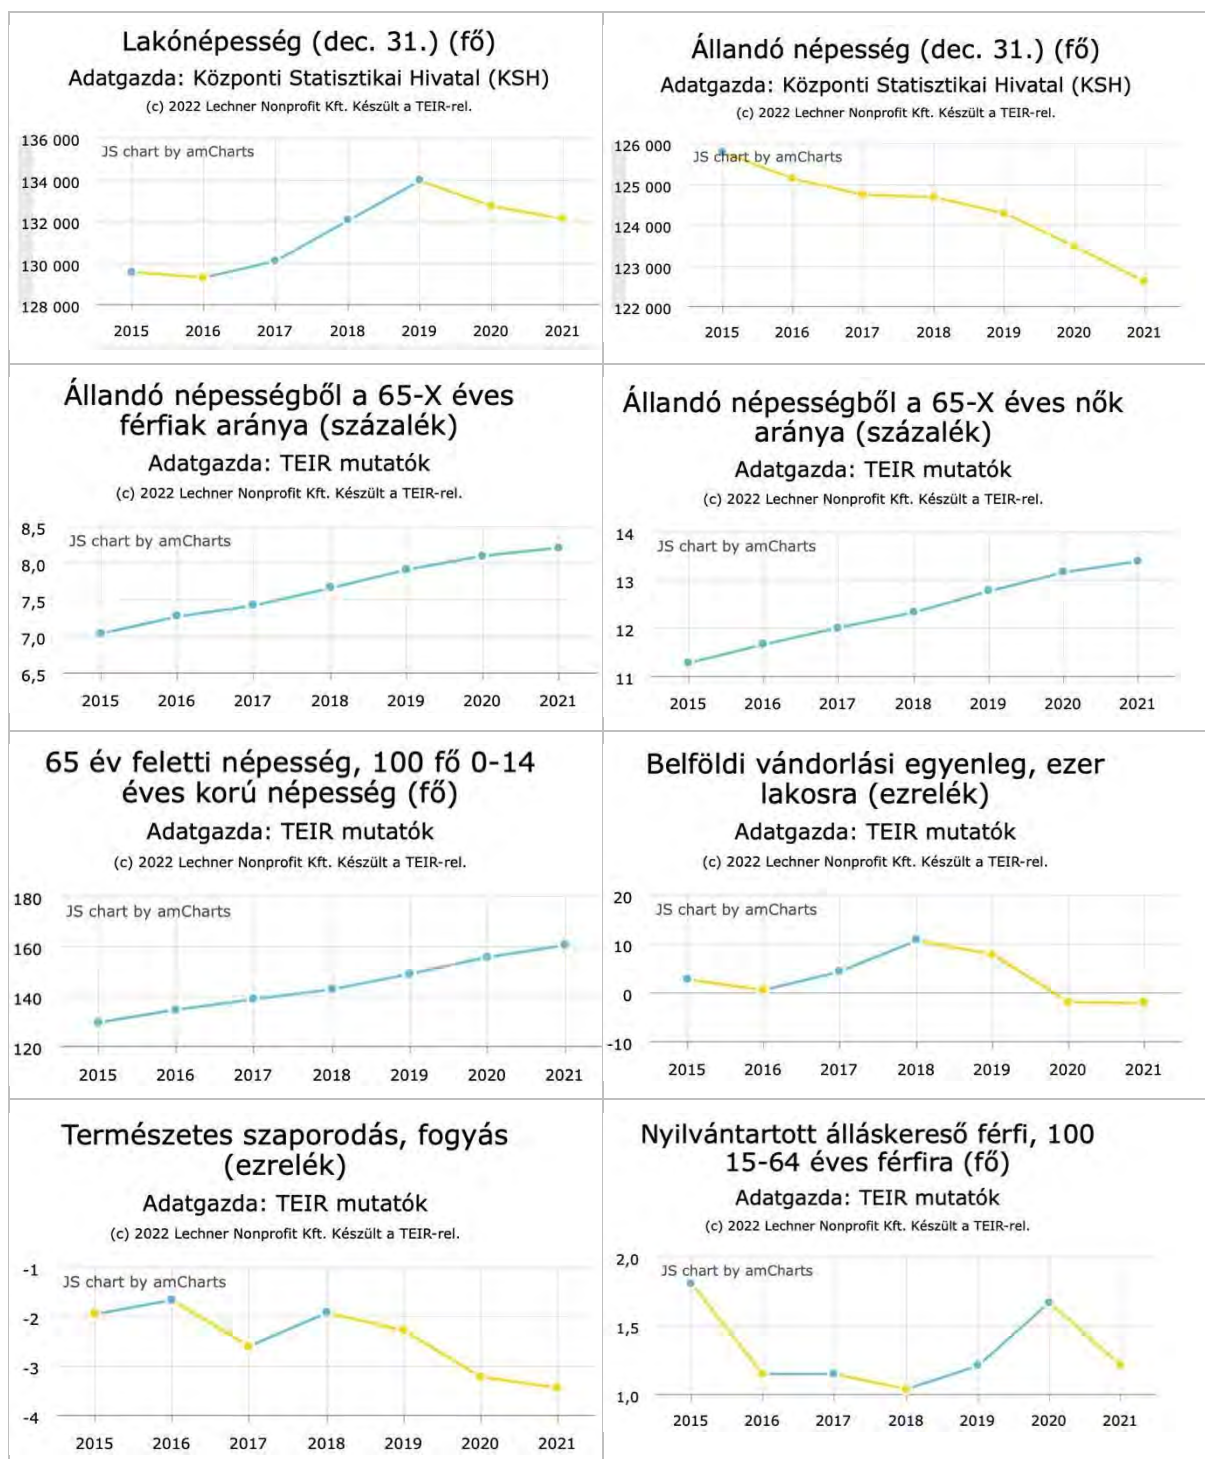 Lakónépesség (dec. 31.) (fő)
Adatgazda: Központi Statisztikai Hivatal (KSH)
(c) 2022 Lechner Nonprofit Kft. Készült a TEIR-rel.
136 000
JS chart by amCharts
134 000
132 000
130 000
128 000
2015 2016 2017 2018 2019 2020 2021
Állandó népesség (dec. 31.) (fő)
Adatgazda: Központi Statisztikai Hivatal (KSH)
(c) 2022 Lechner Nonprofit Kft. Készült a TEIR-rel.
126 000
JS chart by amCharts
125 000
124 000
123 000
122 000
2015 2016 2017 2018 2019 2020 2021
Állandó népességből a 65-X éves
férfiak aránya (százalék)
Adatgazda: TEIR mutatók
(c) 2022 Lechner Nonprofit Kft. Készült a TEIR-rel.
8,5
JS chart by amCharts
8,0
7,5
7,0
6,5
2015 2016 2017 2018 2019 2020 2021
Állandó népességből a 65-X éves nők
aránya (százalék)
Adatgazda: TEIR mutatók
(c) 2022 Lechner Nonprofit Kft. Készült a TEIR-rel.
14
JS chart by amCharts
13
12
11
2015 2016 2017 2018 2019 2020 2021
65 év feletti népesség, 100 fő 0-14
éves korú népesség (fő)
Adatgazda: TEIR mutatók
(c) 2022 Lechner Nonprofit Kft. Készült a TEIR-rel.
180
JS chart by amCharts
160
140
120
2015 2016 2017 2018 2019 2020 2021
Belföldi vándorlási egyenleg, ezer
lakosra (ezrelék)
Adatgazda: TEIR mutatók
(c) 2022 Lechner Nonprofit Kft. Készült a TEIR-rel.
20
JS chart by amCharts
10
0
-10
2015 2016 2017 2018 2019 2020 2021
Természetes szaporodás, fogyás
(ezrelék)
Adatgazda: TEIR mutatók
(c) 2022 Lechner Nonprofit Kft. Készült a TEIR-rel.
-1
JS chart by amCharts
-2
-3
-4
2015 2016 2017 2018 2019 2020 2021
Nyilvántartott álláskereső férfi, 100
15-64 éves férfira (fő)
Adatgazda: TEIR mutatók
(c) 2022 Lechner Nonprofit Kft. Készült a TEIR-rel.
2,0
JS chart by amCharts
1,5
1,0
2015 2016 2017 2018 2019 2020 2021